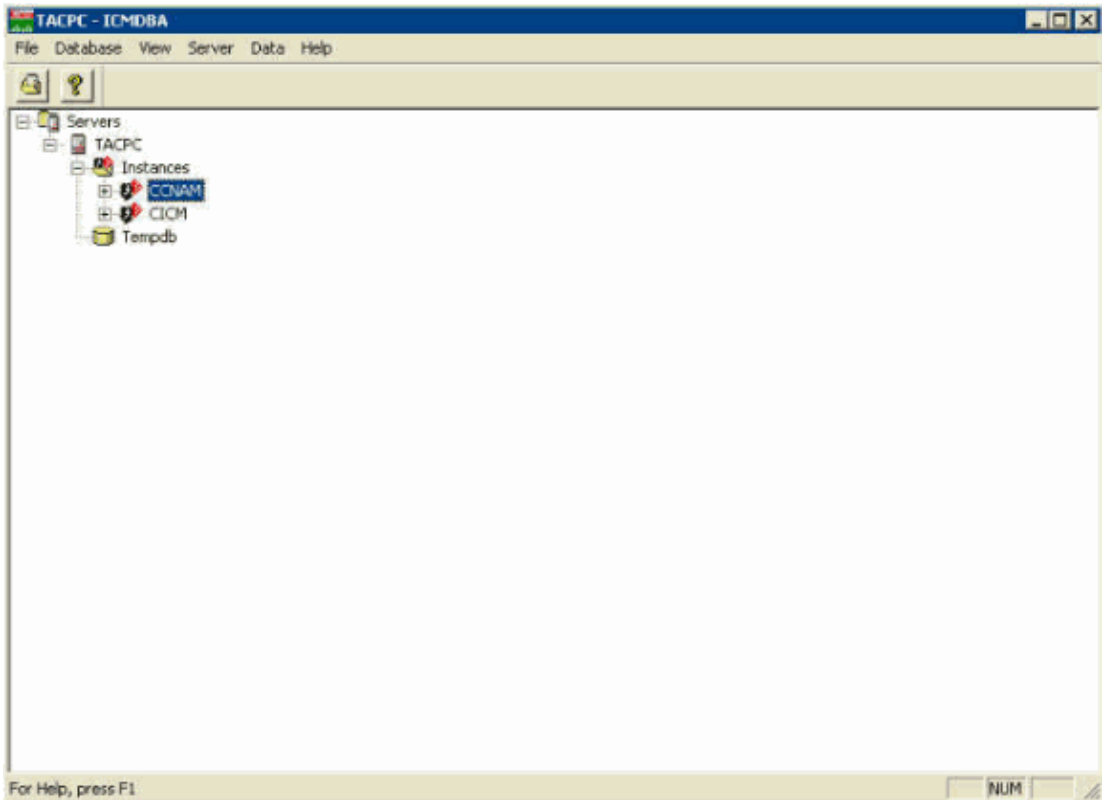 TACPC - ICMDBA
File Database View Server Data Help
Servers
TACPC
Instances
CCNAM
CICM
Tempdb
For Help, press F1
NUM